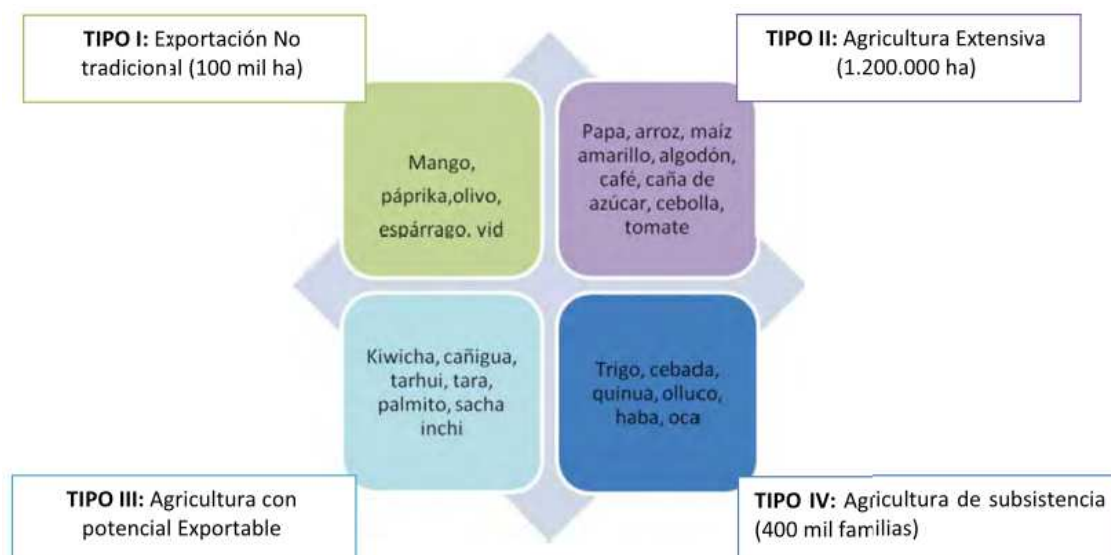 TIPO I: Exportación No
tradicional (100 mil ha)
TIPO II: Agricultura Extensiva
(1.200.000 ha)
Mango,
páprika,olivo,
espárrago, vid
Papa, arroz, maíz
amarillo, algodón,
café, caña de
azúcar, cebolla,
tomate
Kiwicha, cañigua,
tarhui, tara,
palmito, sacha
inchi
Trigo, cebada,
quinua, olluco,
haba, oca
TIPO III: Agricultura con
potencial Exportable
TIPO IV: Agricultura de subsistencia
(400 mil familias)